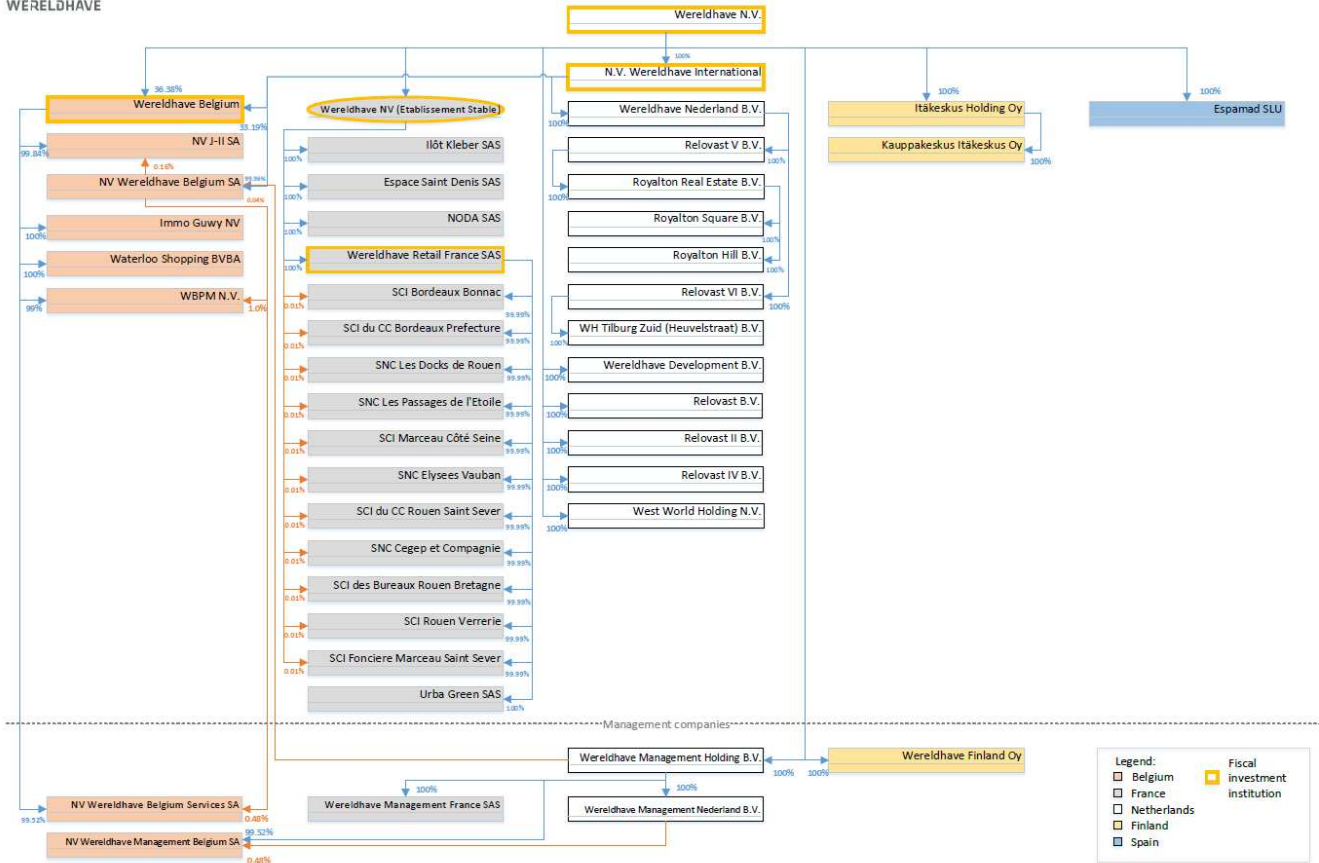 WERELDHAVE
Wereldhave N.V.
100%
N.V. Wereldhave International
36.38%
Wereldhave Belgium
33.19%
99.84%
NV J-II SA
0.16%
NV Wereldhave Belgium SA
99.96%
0.04%
Immo Guwy NV
100%
Waterloo Shopping BVBA
100%
WBPM N.V.
99%
1.0%
Wereldhave NV (Etablissement Stable)
Ilôt Kleber SAS
100%
Espace Saint Denis SAS
100%
NODA SAS
100%
Wereldhave Retail France SAS
100%
SCI Bordeaux Bonnac
0.01%
99.99%
SCI du CC Bordeaux Prefecture
0.01%
99.99%
SNC Les Docks de Rouen
0.01%
99.99%
SNC Les Passages de l'Etoile
0.01%
99.99%
SCI Marceau Côté Seine
0.01%
99.99%
SNC Elysees Vauban
0.01%
99.99%
SCI du CC Rouen Saint Sever
0.01%
99.99%
SNC Cegep et Compagnie
0.01%
99.99%
SCI des Bureaux Rouen Bretagne
0.01%
99.99%
SCI Rouen Verrerie
0.01%
99.99%
SCI Fonciere Marceau Saint Sever
0.01%
99.99%
Urba Green SAS
100%
Wereldhave Nederland B.V.
100%
Relovast V B.V.
100%
Royalton Real Estate B.V.
100%
Royalton Square B.V.
100%
Royalton Hill B.V.
100%
Relovast VI B.V.
100%
WH Tilburg Zuid (Heuvelstraat) B.V.
100%
Wereldhave Development B.V.
100%
Relovast B.V.
100%
Relovast II B.V.
100%
Relovast IV B.V.
100%
West World Holding N.V.
100%
100%
Itäkeskus Holding Oy
Kauppakeskus Itäkeskus Oy
100%
100%
Espamad SLU
Management companies
Wereldhave Management Holding B.V.
100%
100%
Wereldhave Finland Oy
100%
100%
Wereldhave Management France SAS
Wereldhave Management Nederland B.V.
NV Wereldhave Belgium Services SA
99.52%
0.48%
NV Wereldhave Management Belgium SA
99.52%
0.48%
Legend:
Belgium
France
Netherlands
Finland
Spain
Fiscal
investment
institution